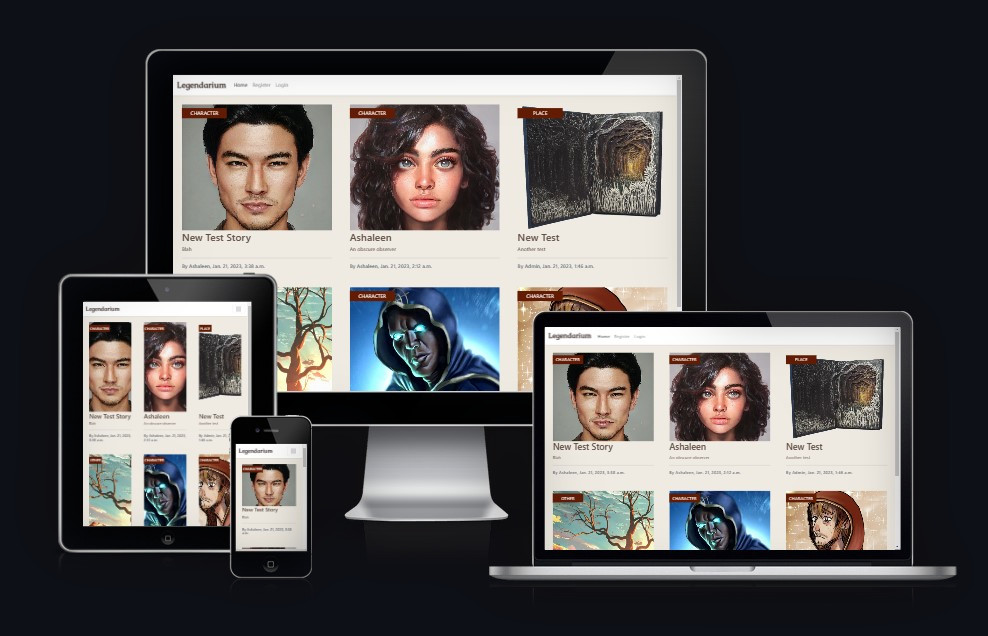 Legendarium Home Register Login
CHARACTER CHARACTER PLACE
New Test Story Ashaleen New Test
Blah An obscure observer Another test
By Ashaleen, Jan. 21, 2023, 3:38 a.m. By Ashaleen, Jan. 21, 2023, 2:12 a.m. By Admin, Jan. 21, 2023, 1:46 a.m.
CHARACTER CHARACTER
Legendarium
CHARACTER CHARACTER PLACE
New Test Story Ashaleen New Test
Blah An obscure observer Another test
By Ashaleen, Jan. 21, 2023, By Ashaleen, Jan. 21, 2023, By Admin, Jan. 21, 2023,
3:38 a.m.
CHARACTER
Legendarium
CHARACTER
New Test Story
Blah
By Ashaleen, Jan. 21, 2023, 3:38
a.m.
Legendarium Home Register Login
CHARACTER CHARACTER PLACE
New Test Story Ashaleen New Test
Blah An obscure observer Another test
By Ashaleen, Jan. 21, 2023, 3:38 a.m. By Ashaleen, Jan. 21, 2023, 2:12 a.m. By Admin, Jan. 21, 2023, 1:46 a.m.
OTHER CHARACTER CHARACTER